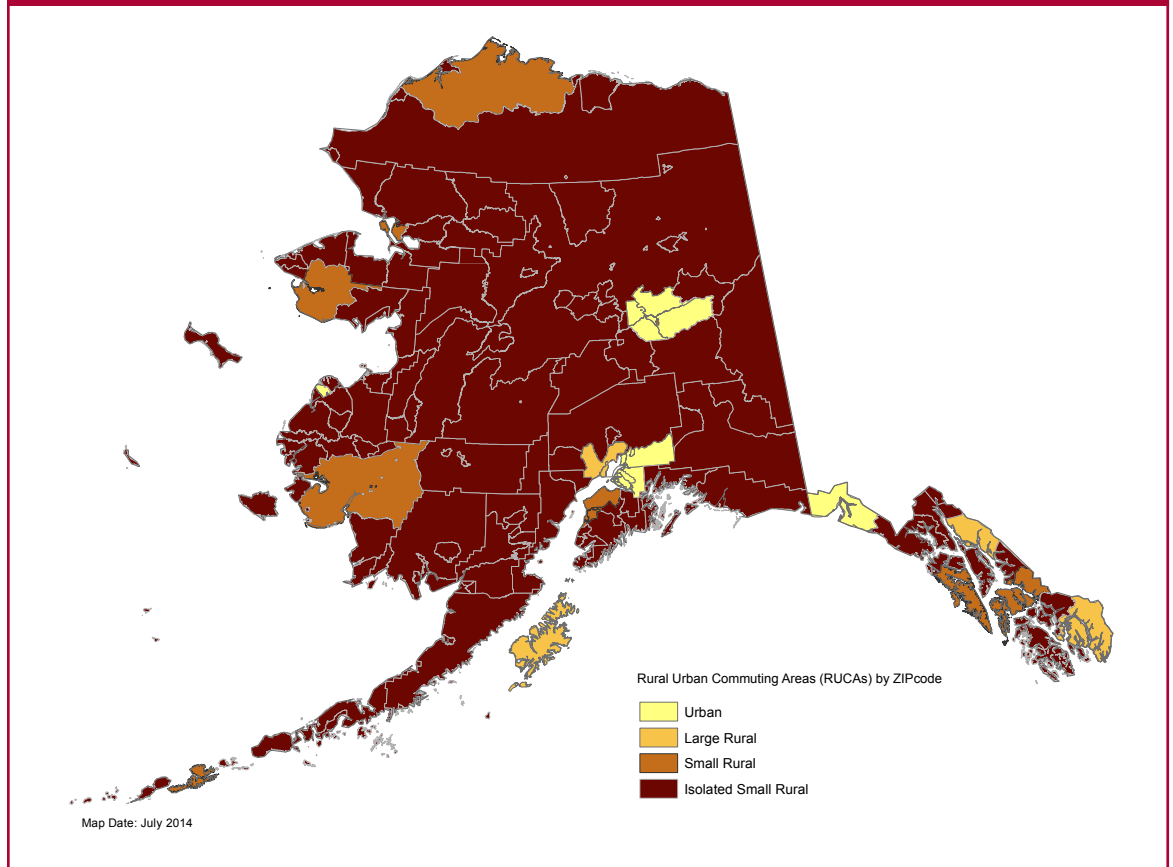 Rural Urban Commuting Areas (RUCAs) by ZIPcode
Urban
Large Rural
Small Rural
Isolated Small Rural
Map Date: July 2014